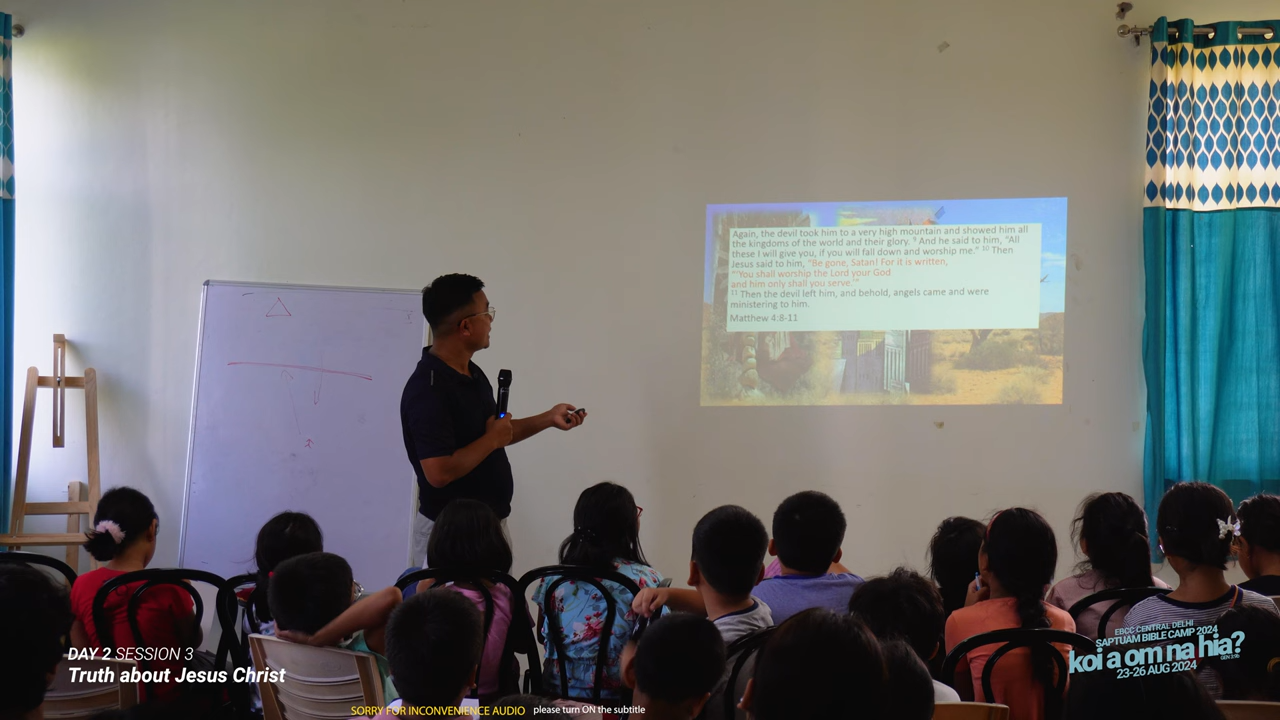 Again, the devil took him to a very high mountain and showed him all
the kingdoms of the world and their glory. 9 And he said to him, “All
these I will give you, if you will fall down and worship me.” 10 Then
Jesus said to him, “Be gone, Satan! For it is written,
“‘You shall worship the Lord your God
and him only shall you serve.’”
11 Then the devil left him, and behold, angels came and were
ministering to him.
Matthew 4:8-11
DAY 2 SESSION 3
Truth about Jesus Christ
SORRY FOR INCONVENIENCE AUDIO please turn ON the subtitle
EBCC CENTRAL DELHI
SAPTUAM BIBLE CAMP 2024
koi a om na hia?
23-26 AUG 2024